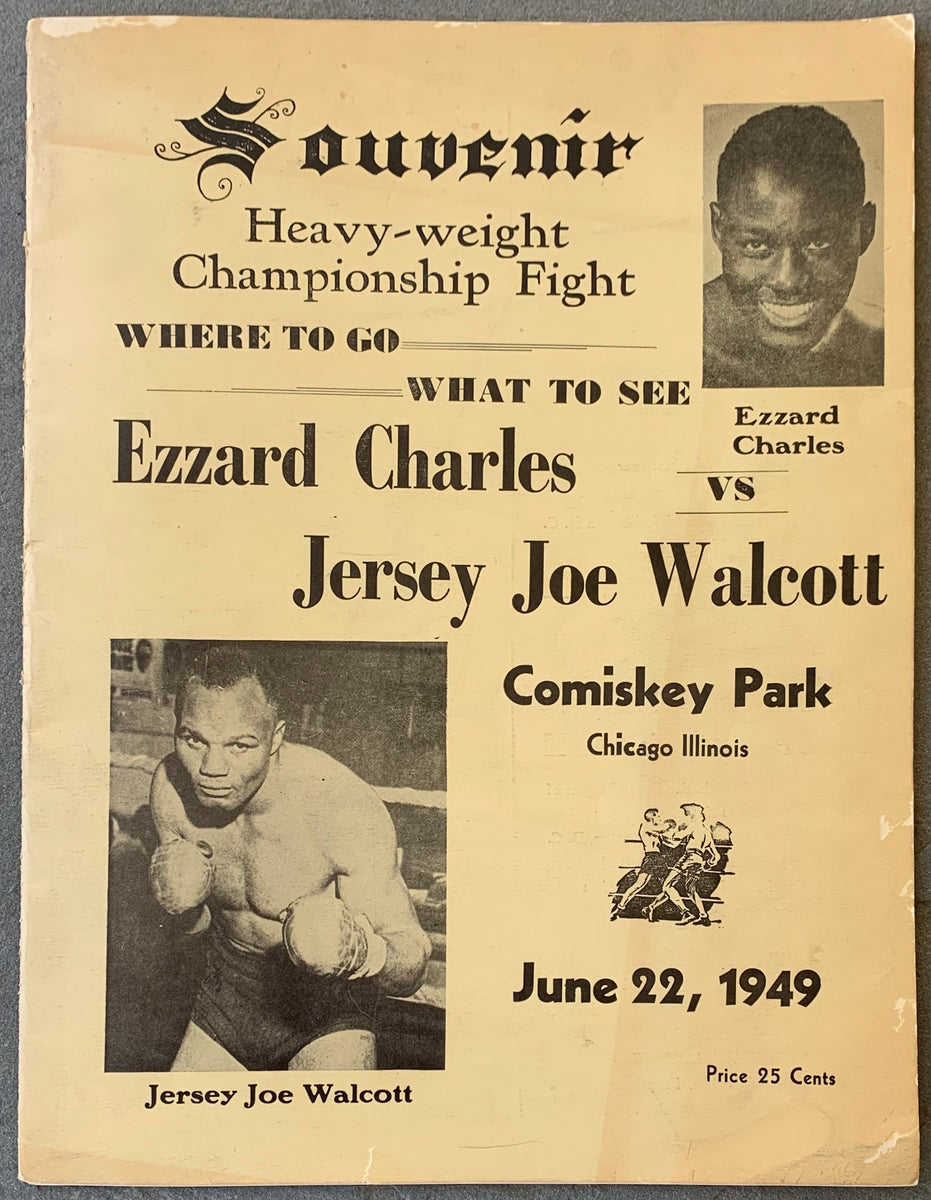 Souvenir
Heavy-weight
Championship Fight
WHERE TO GO
WHAT TO SEE
Ezzard Charles
Ezzard
Charles
VS
Jersey Joe Walcott
Comiskey Park
Chicago Illinois
June 22, 1949
Price 25 Cents
Jersey Joe Walcott